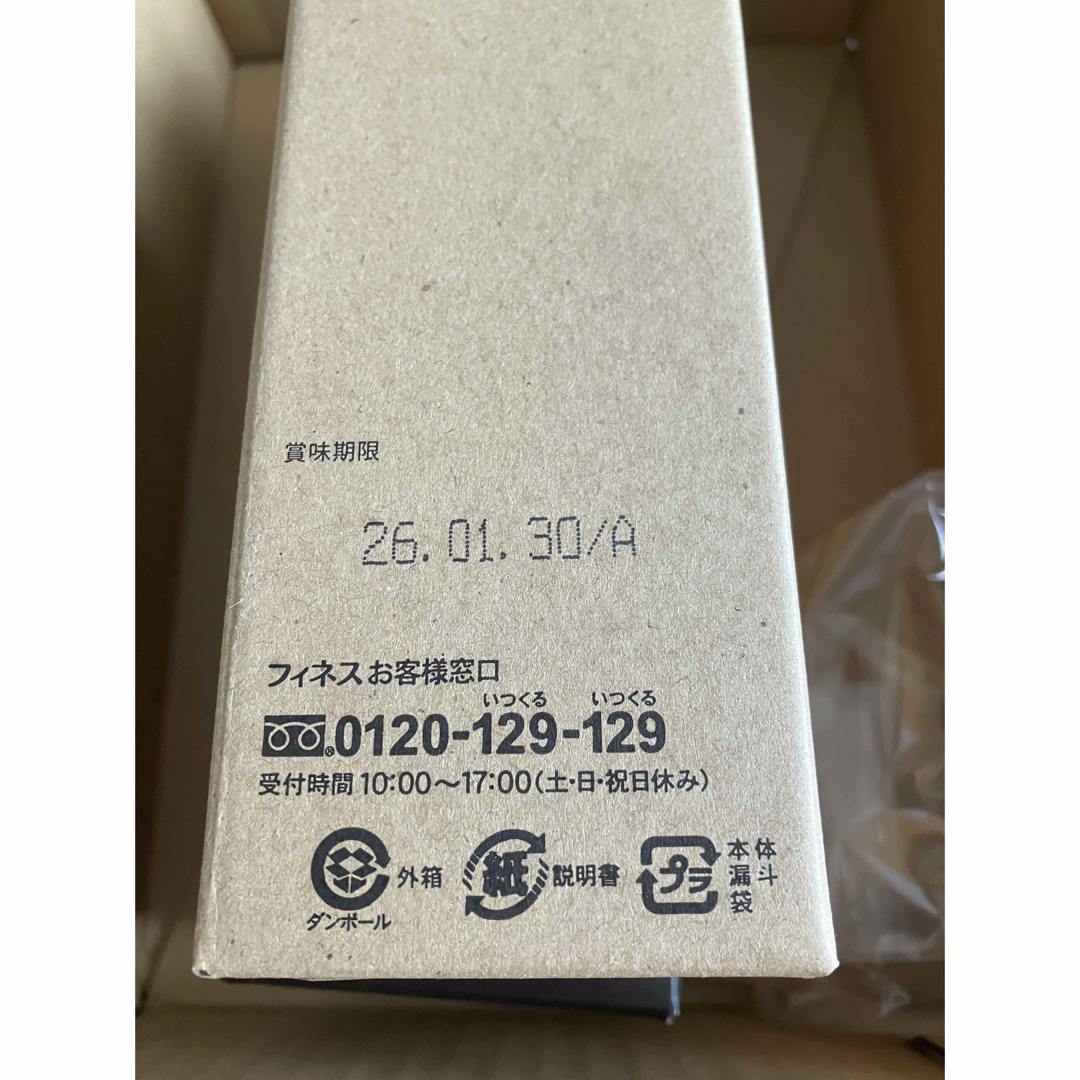 賞味期限
26.01.30/A
フィネスお客様窓口
いつくる いつくる
®0120-129-129
受付時間10:00～17:00(土・日・祝日休み)
ダンボール
外箱
紙
説明書
プラ
本体
漏斗
袋